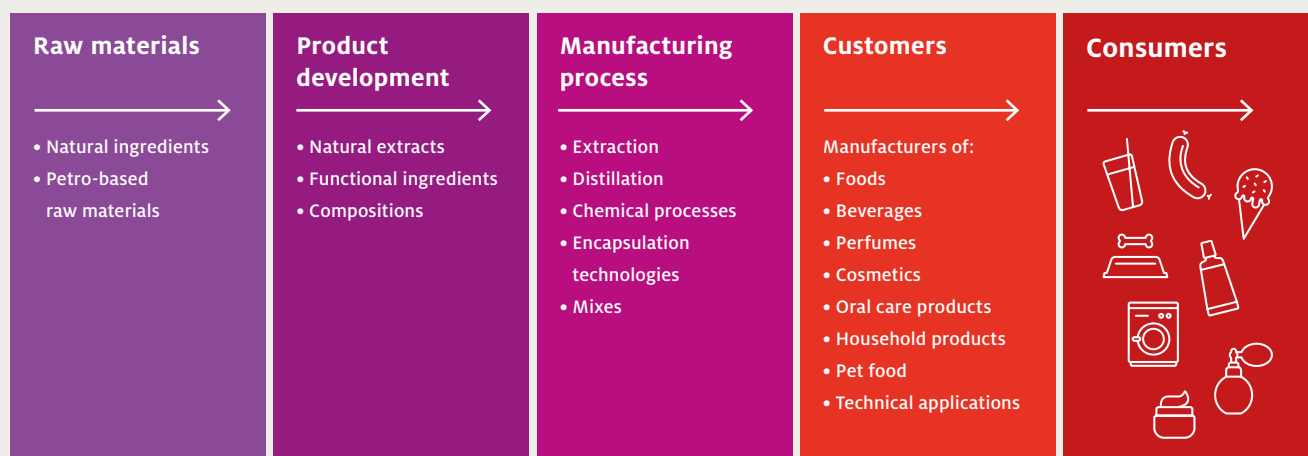 Raw materials
• Natural ingredients
• Petro-based
raw materials
Product
development
• Natural extracts
• Functional ingredients
• Compositions
Manufacturing
process
• Extraction
• Distillation
• Chemical processes
• Encapsulation
technologies
• Mixes
Customers
Manufacturers of:
• Foods
• Beverages
• Perfumes
• Cosmetics
• Oral care products
• Household products
• Pet food
• Technical applications
Consumers